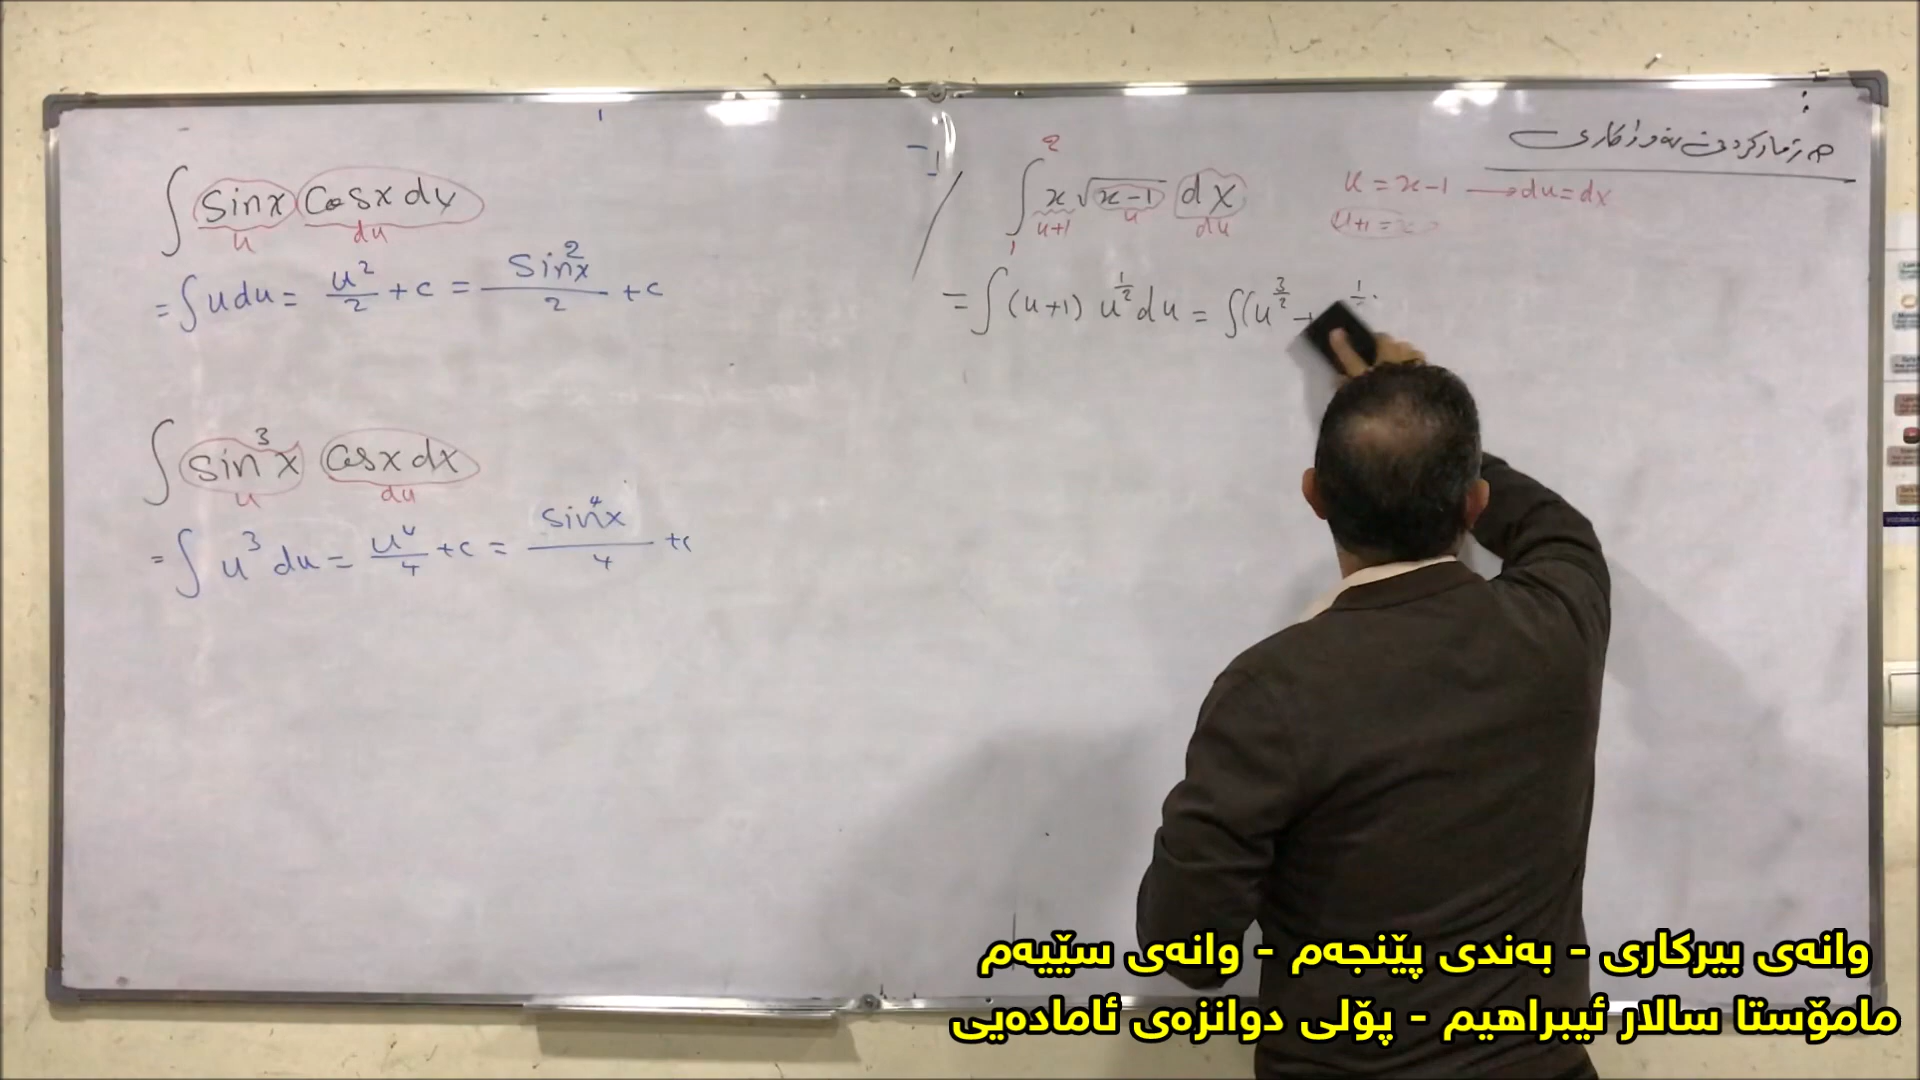 ∫ sinx cosx dx
u du
= ∫ u du = u²/2 + c = sin²x/2 + c
∫ sin³x cosx dx
u du
= ∫ u³ du = u⁴/4 + c = sin⁴x/4 + c
∫₁² x √x-1 dx
u+1 u du
u = x-1 → du = dx
u+1 =
= ∫ (u+1) u^½ du = ∫(u^3/2
وانەی بیرکاری - بەندی پێنجەم - وانەی سێیەم
مامۆستا سالار ئیبراهیم - پۆلی دوانزەی ئامادەیی